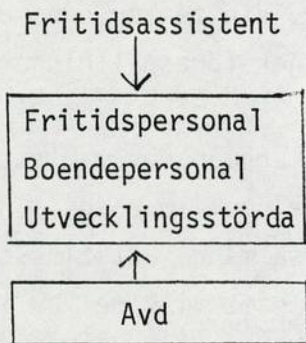 Fritidsassistent
Fritidspersonal
Boendepersonal
Utvecklingsstörda
Avd